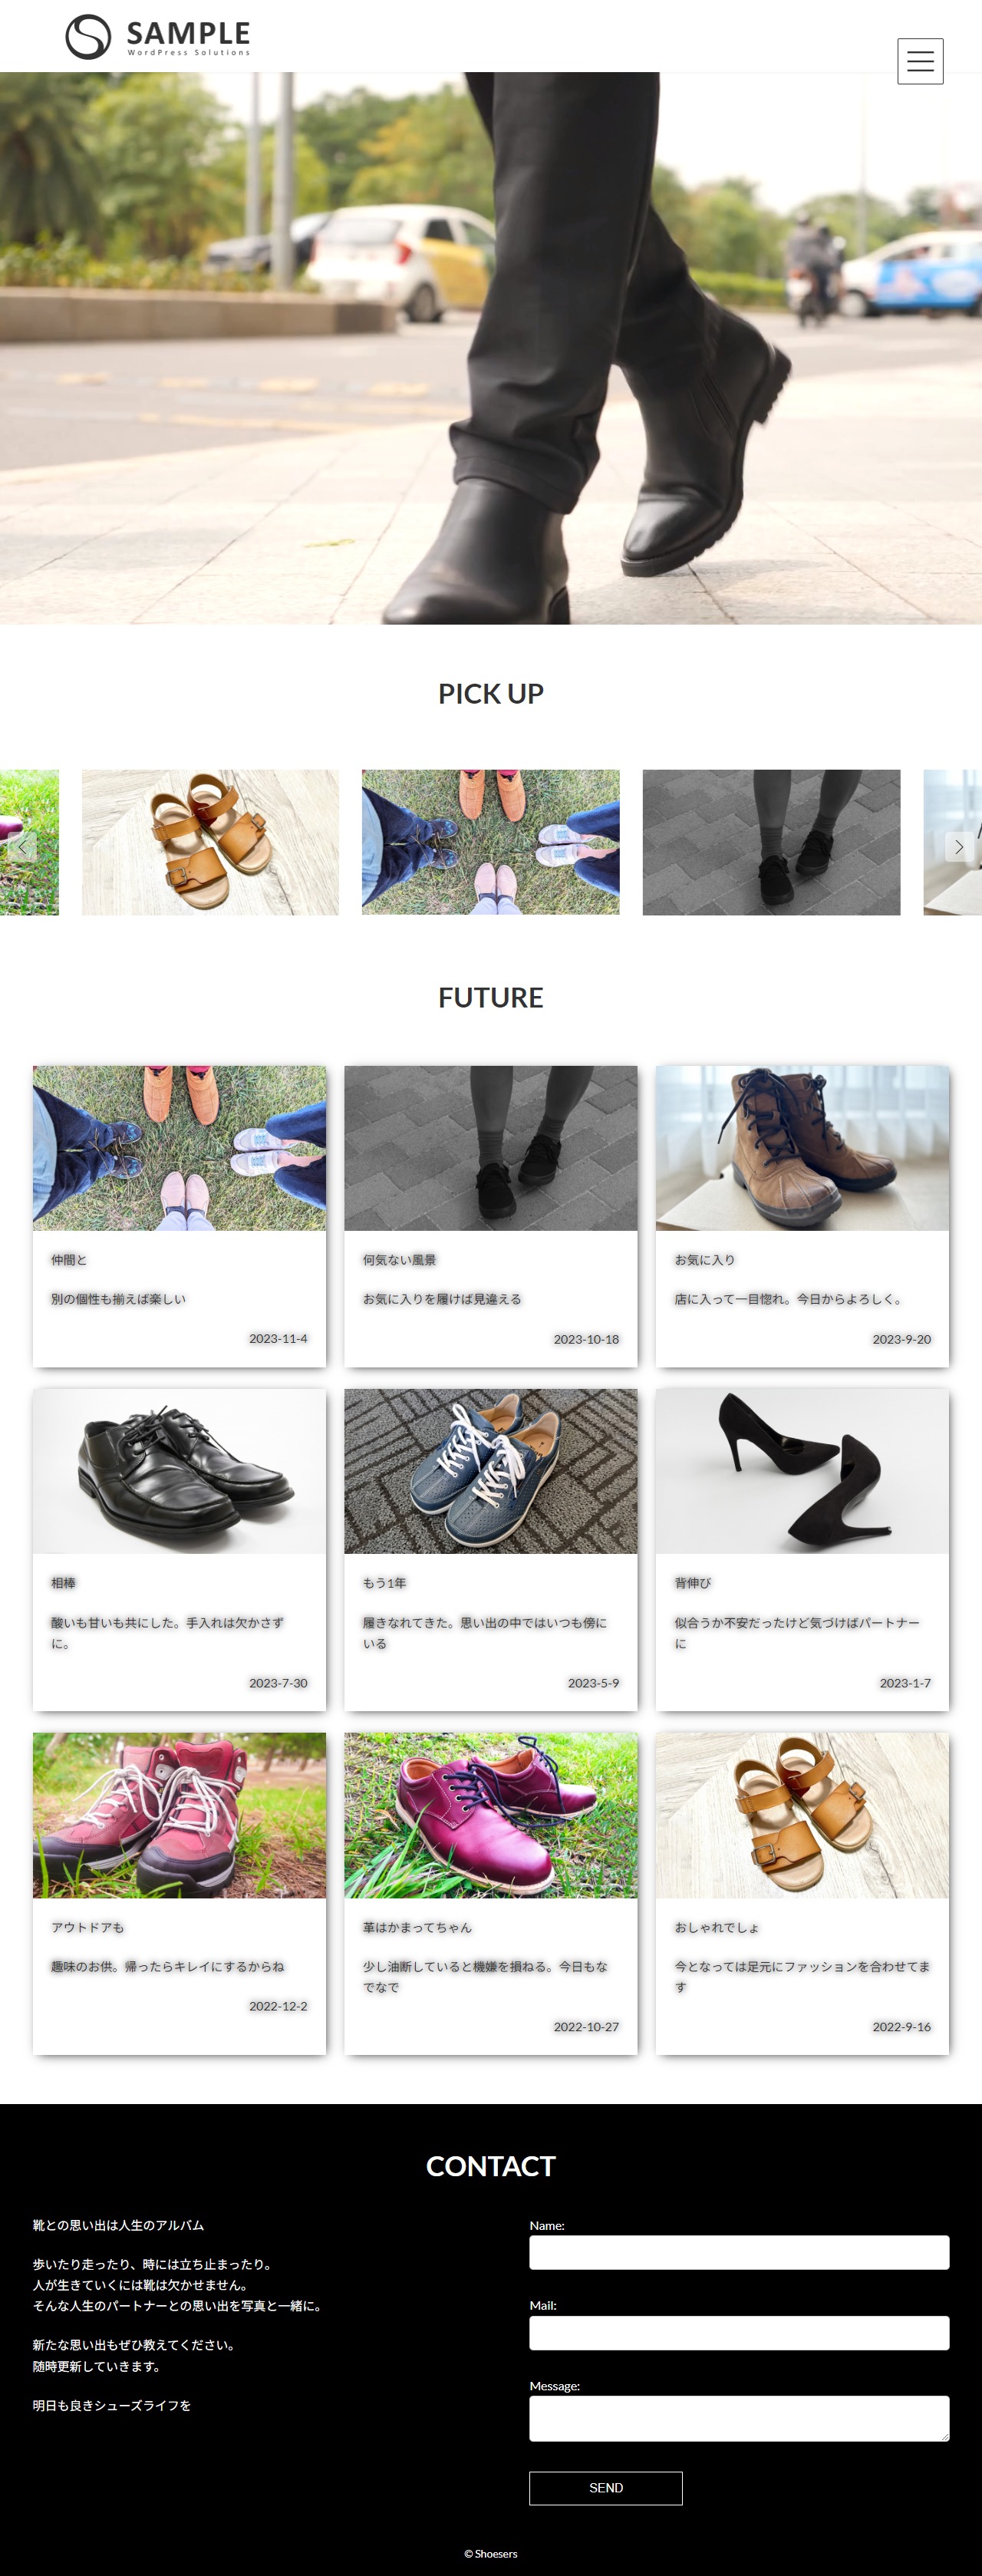 SAMPLE
WordPress Solutions
PICK UP
FUTURE
仲間と
別の個性も揃えば楽しい
2023-11-4
何気ない風景
お気に入りを履けば見違える
2023-10-18
お気に入り
店に入って一目惚れ。今日からよろしく。
2023-9-20
相棒
酸いも甘いも共にした。手入れは欠かさず
に。
2023-7-30
もう1年
履きなれてきた。思い出の中ではいつも傍に
いる
2023-5-9
背伸び
似合うか不安だったけど気づけばパートナー
に
2023-1-7
アウトドアも
趣味のお供。帰ったらキレイにするからね
2022-12-2
革はかまってちゃん
少し油断していると機嫌を損ねる。今日もな
でなで
2022-10-27
おしゃれでしょ
今となっては足元にファッションを合わせてま
す
2022-9-16
CONTACT
靴との思い出は人生のアルバム
歩いたり走ったり、時には立ち止まったり。
人が生きていくには靴は欠かせません。
そんな人生のパートナーとの思い出を写真と一緒に。
新たな思い出もぜひ教えてください。
随時更新していきます。
明日も良きシューズライフを
Name:
Mail:
Message:
SEND
© Shoesers